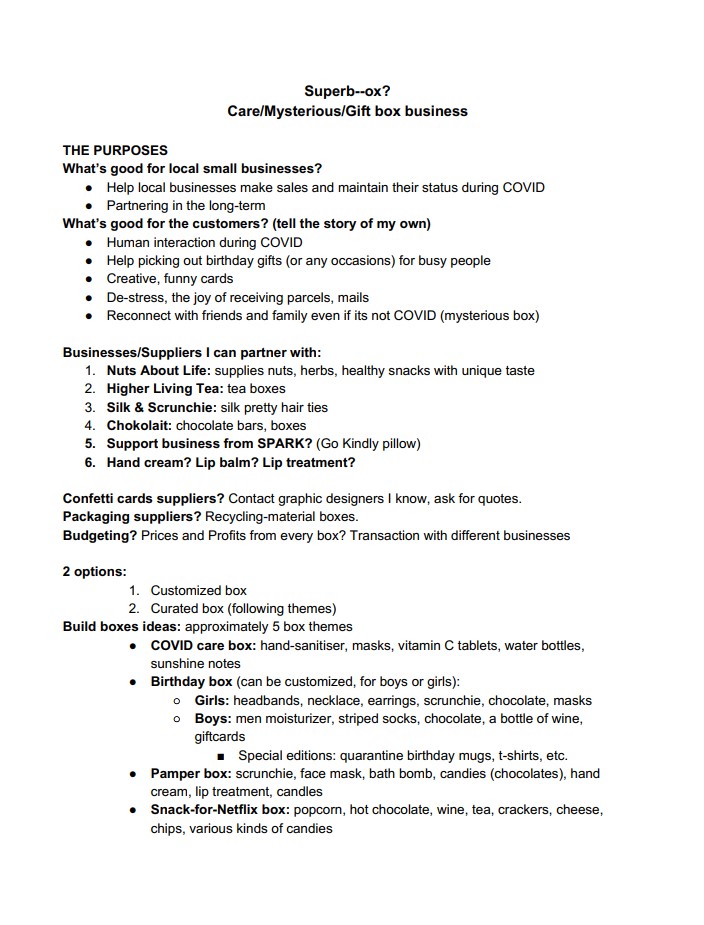 Superb--ox?
Care/Mysterious/Gift box business
THE PURPOSES
What's good for local small businesses?
● Help local businesses make sales and maintain their status during COVID
● Partnering in the long-term
What's good for the customers? (tell the story of my own)
● Human interaction during COVID
● Help picking out birthday gifts (or any occasions) for busy people
● Creative, funny cards
● De-stress, the joy of receiving parcels, mails
● Reconnect with friends and family even if its not COVID (mysterious box)
Businesses/Suppliers I can partner with:
1. Nuts About Life: supplies nuts, herbs, healthy snacks with unique taste
2. Higher Living Tea: tea boxes
3. Silk & Scrunchie: silk pretty hair ties
4. Chokolait: chocolate bars, boxes
5. Support business from SPARK? (Go Kindly pillow)
6. Hand cream? Lip balm? Lip treatment?
Confetti cards suppliers? Contact graphic designers I know, ask for quotes.
Packaging suppliers? Recycling-material boxes.
Budgeting? Prices and Profits from every box? Transaction with different businesses
2 options:
1. Customized box
2. Curated box (following themes)
Build boxes ideas: approximately 5 box themes
● COVID care box: hand-sanitiser, masks, vitamin C tablets, water bottles,
sunshine notes
● Birthday box (can be customized, for boys or girls):
○ Girls: headbands, necklace, earrings, scrunchie, chocolate, masks
○ Boys: men moisturizer, striped socks, chocolate, a bottle of wine,
giftcards
■ Special editions: quarantine birthday mugs, t-shirts, etc.
● Pamper box: scrunchie, face mask, bath bomb, candies (chocolates), hand
cream, lip treatment, candles
● Snack-for-Netflix box: popcorn, hot chocolate, wine, tea, crackers, cheese,
chips, various kinds of candies